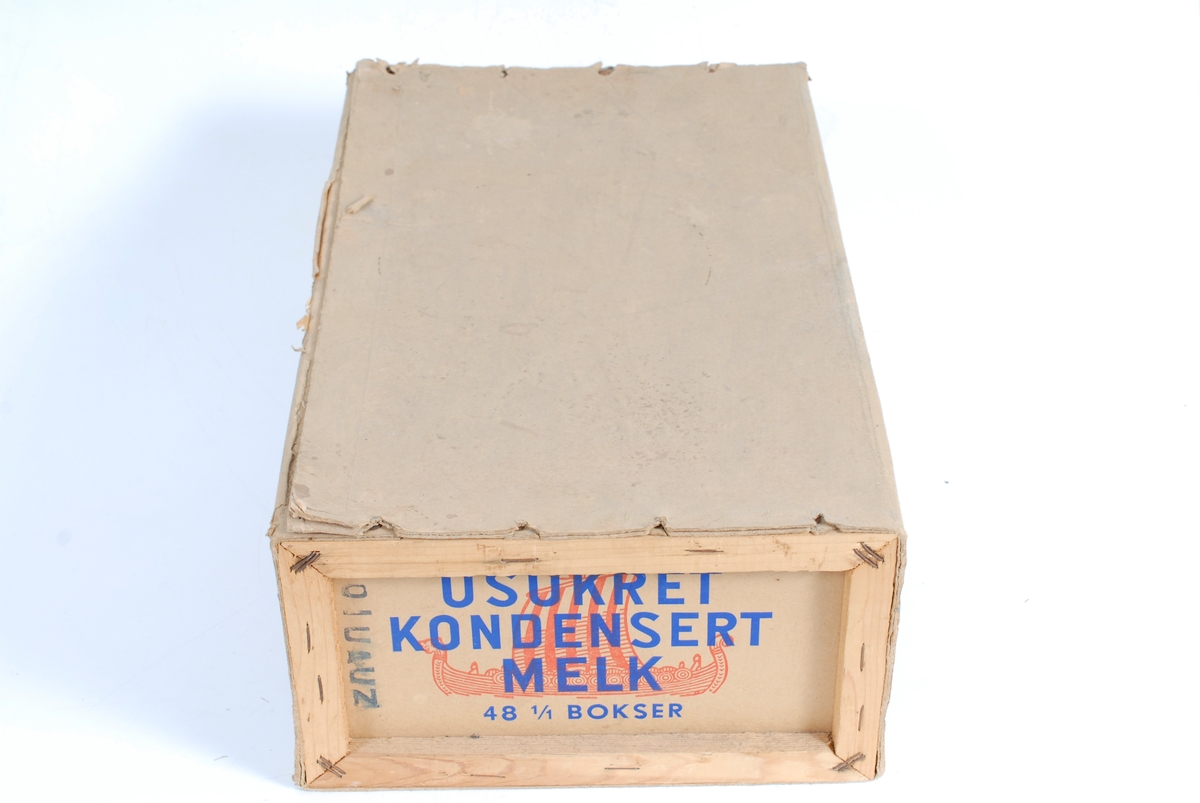 USUKRET
KONDENSERT
MELK
48 1/1 BOKSER